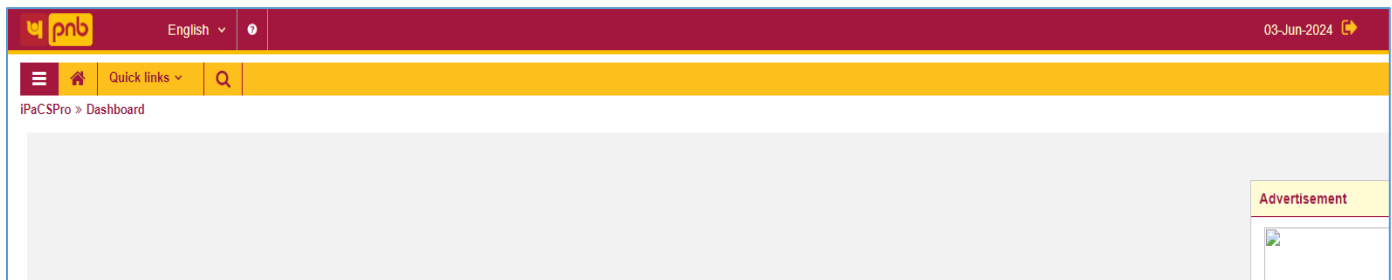 pnb English ? 03-Jun-2024
Quick links
iPaCSPro » Dashboard
Advertisement